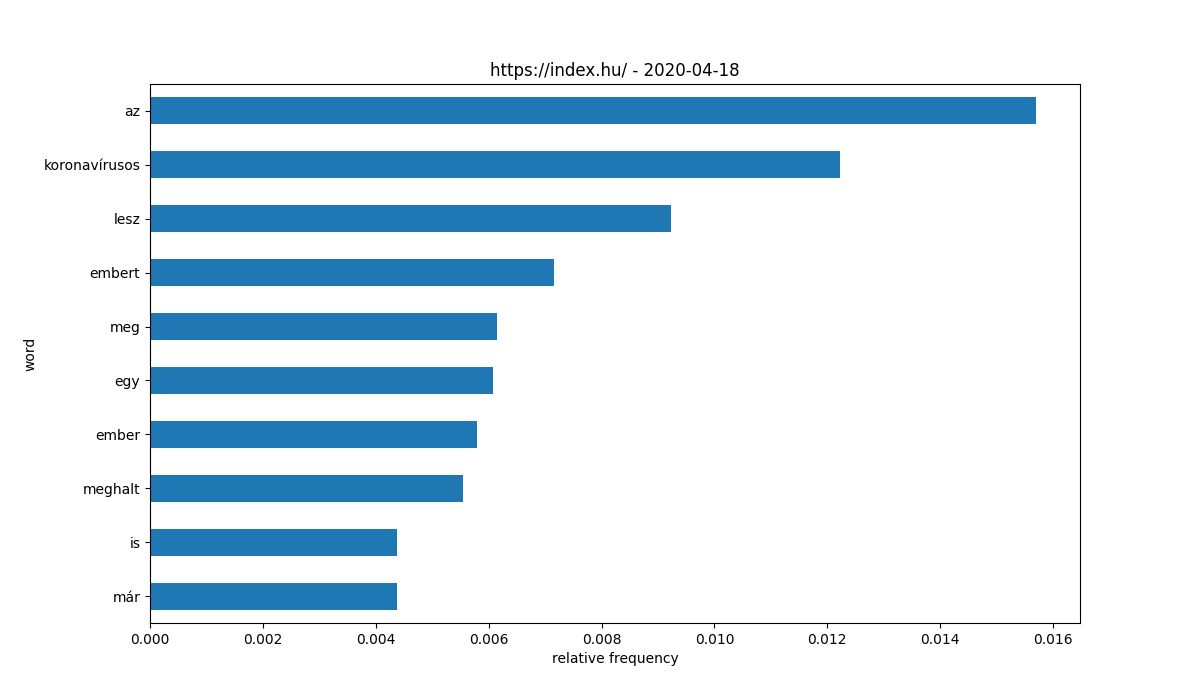 https://index.hu/ - 2020-04-18
az
koronavírusos
lesz
embert
meg
egy
ember
meghalt
is
már
word
0.000 0.002 0.004 0.006 0.008 0.010 0.012 0.014 0.016
relative frequency